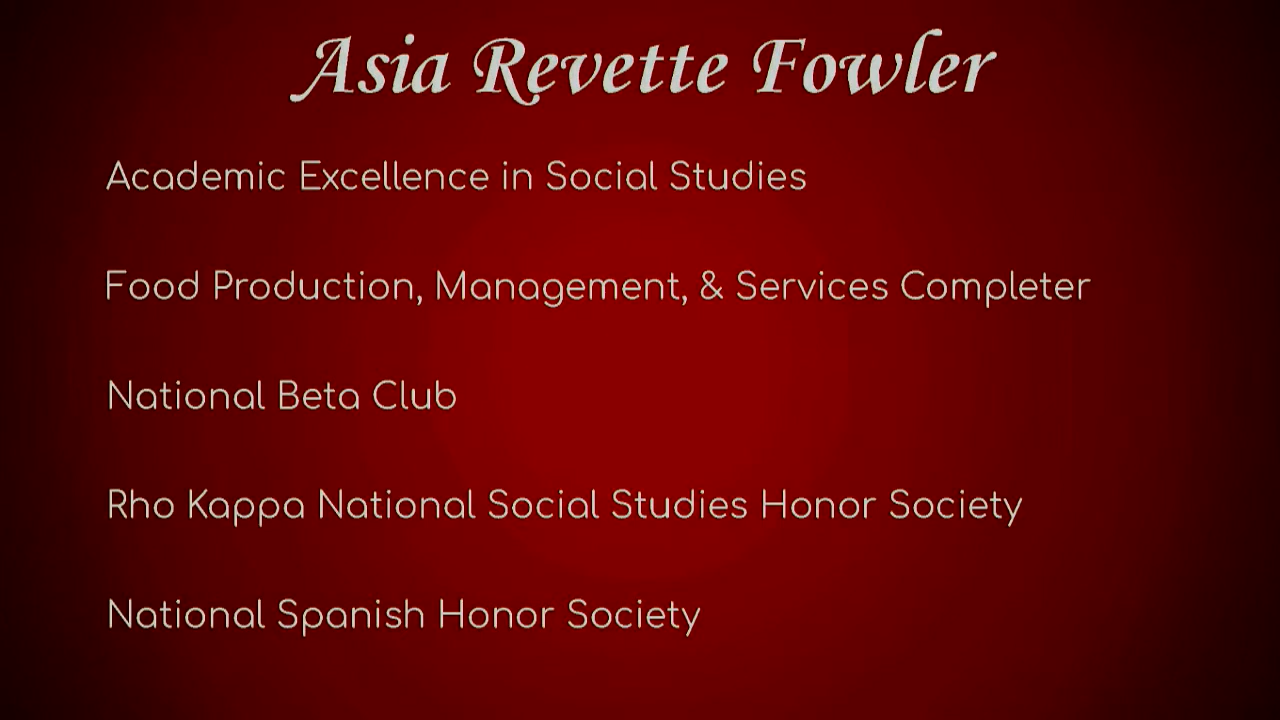 Asia Revette Fowler
Academic Excellence in Social Studies
Food Production, Management, & Services Completer
National Beta Club
Rho Kappa National Social Studies Honor Society
National Spanish Honor Society